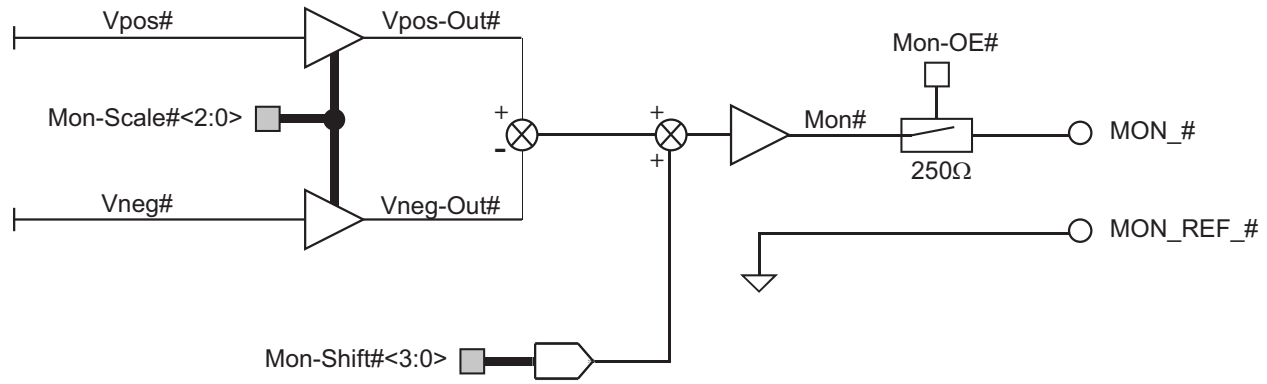 Vpos#
Vpos-Out#
Mon-OE#
Mon-Scale#<2:0>
+
-
+
+
Mon#
MON_#
250Ω
Vneg#
Vneg-Out#
MON_REF_#
Mon-Shift#<3:0>